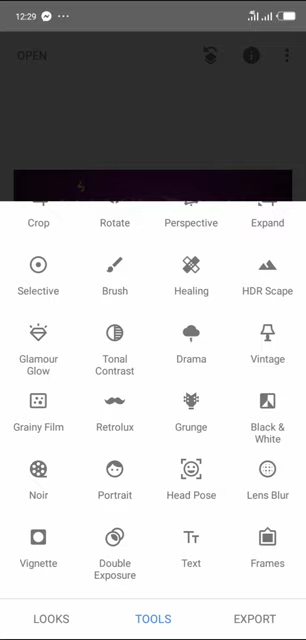 12:29
OPEN
Crop Rotate Perspective Expand
Selective Brush Healing HDR Scape
Glamour Glow Tonal Contrast Drama Vintage
Grainy Film Retrolux Grunge Black & White
Noir Portrait Head Pose Lens Blur
Vignette Double Exposure Text Frames
LOOKS TOOLS EXPORT